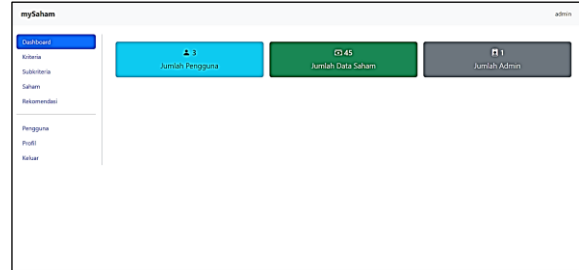 mySaham
admin
Dashboard
Kriteria
Subkriteria
Saham
Rekomendasi
Pengguna
Profil
Keluar
3
Jumlah Pengguna
45
Jumlah Data Saham
1
Jumlah Admin